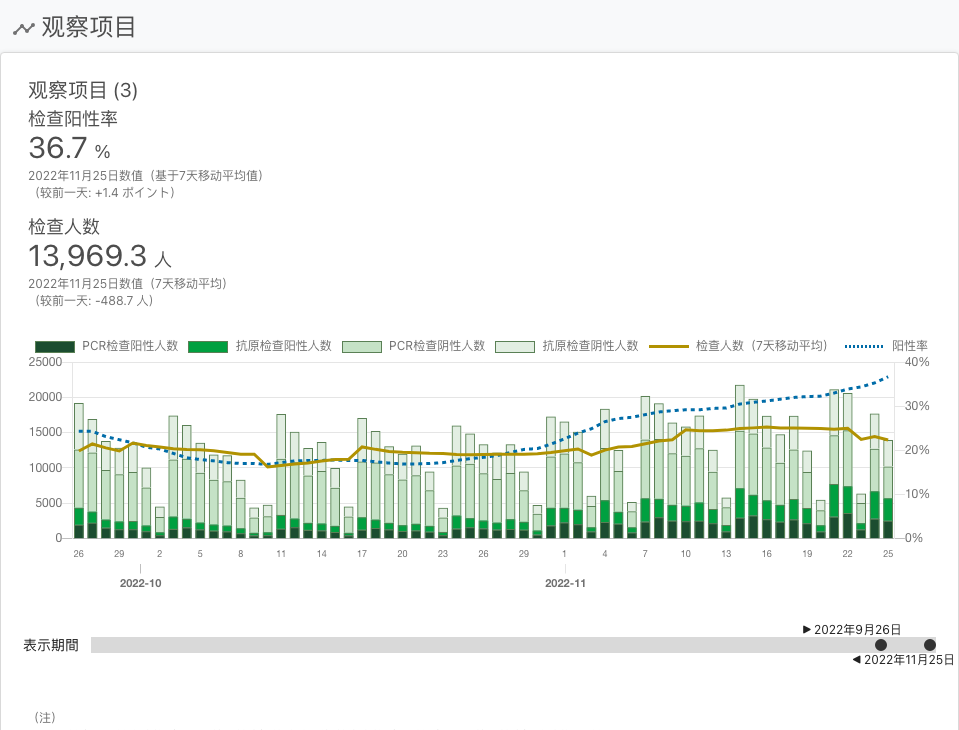 观察项目
观察项目 (3)
检查阳性率
36.7 %
2022年11月25日数值（基于7天移动平均值）
（较前一天: +1.4 ポイント）
检查人数
13,969.3 人
2022年11月25日数值（7天移动平均）
（较前一天: -488.7 人）
PCR检查阳性人数 抗原检查阳性人数 PCR检查阴性人数 抗原检查阴性人数 检查人数（7天移动平均） 阳性率
25000 40%
20000 30%
15000 20%
10000 10%
5000
0 0%
26 29 2 5 8 11 14 17 20 23 26 29 1 4 7 10 13 16 19 22 25
2022-10 2022-11
▶ 2022年9月26日
表示期間
◀ 2022年11月25日
（注）